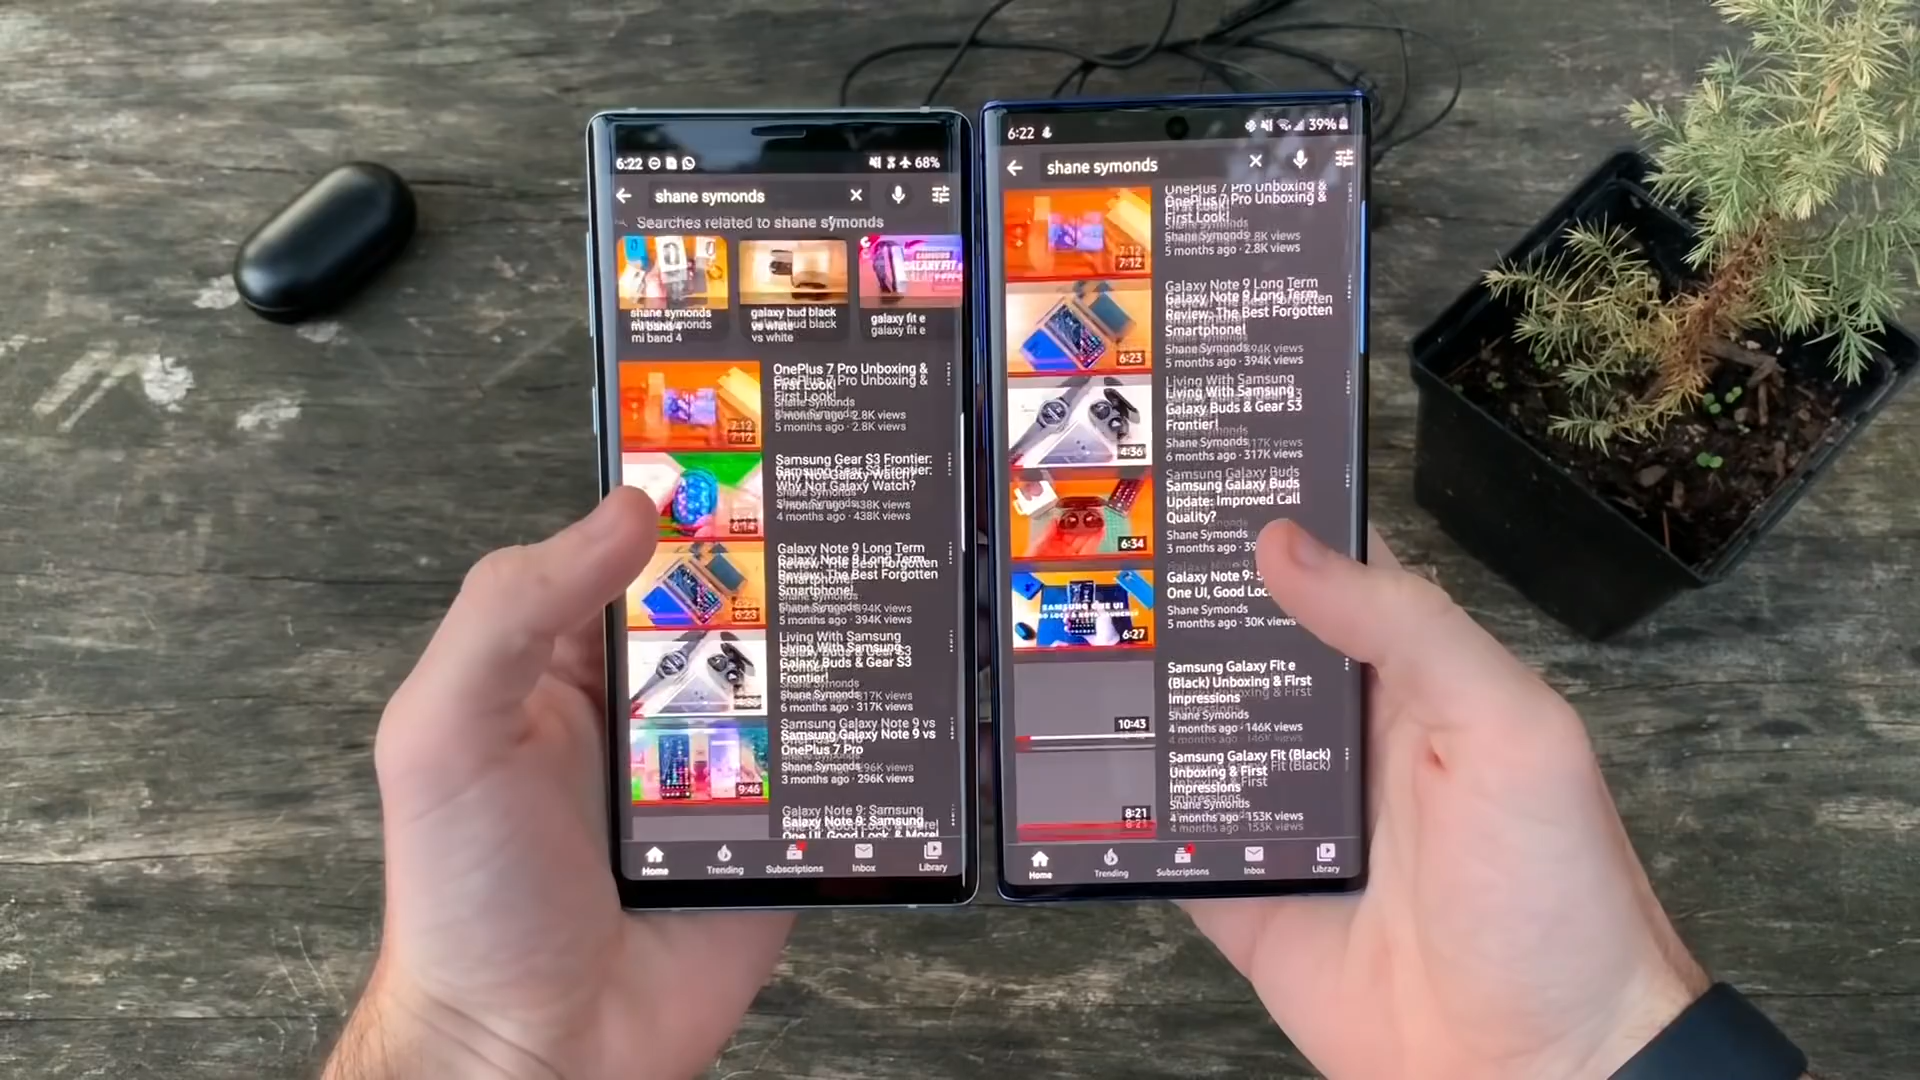 6:22
68%
shane symonds
Searches related to shane symonds
shane symonds
mi band 4
galaxy bud black
vs white
galaxy fit e
SAMSUNG
GALAXY FIT
OnePlus 7 Pro Unboxing &
First Look!
Shane Symonds
5 months ago · 2.8K views
7:12
Samsung Gear S3 Frontier:
Why Not Galaxy Watch?
Shane Symonds
4 months ago · 438K views
6:14
Galaxy Note 9 Long Term
Review: The Best Forgotten
Smartphone!
Shane Symonds
5 months ago · 394K views
6:23
Living With Samsung
Galaxy Buds & Gear S3
Frontier!
Shane Symonds
6 months ago · 317K views
Samsung Galaxy Note 9 vs
OnePlus 7 Pro
Shane Symonds
3 months ago · 296K views
9:46
Galaxy Note 9: Samsung
One UI, Good Lock, & More!
Home
Trending
Subscriptions
Inbox
Library
6:22
39%
shane symonds
OnePlus 7 Pro Unboxing &
First Look!
Shane Symonds
5 months ago · 2.8K views
7:12
Galaxy Note 9 Long Term
Review: The Best Forgotten
Smartphone!
Shane Symonds
5 months ago · 394K views
6:23
Living With Samsung
Galaxy Buds & Gear S3
Frontier!
Shane Symonds
6 months ago · 317K views
4:36
Samsung Galaxy Buds
Update: Improved Call
Quality?
Shane Symonds
3 months ago · 39
6:34
Galaxy Note 9: S
One UI, Good Loc
Shane Symonds
5 months ago · 30K views
SAMSUNG ONE UI
6:27
Samsung Galaxy Fit e
(Black) Unboxing & First
Impressions
Shane Symonds
4 months ago · 146K views
10:43
Samsung Galaxy Fit (Black)
Unboxing & First
Impressions
Shane Symonds
4 months ago · 153K views
8:21
Home
Trending
Subscriptions
Inbox
Library